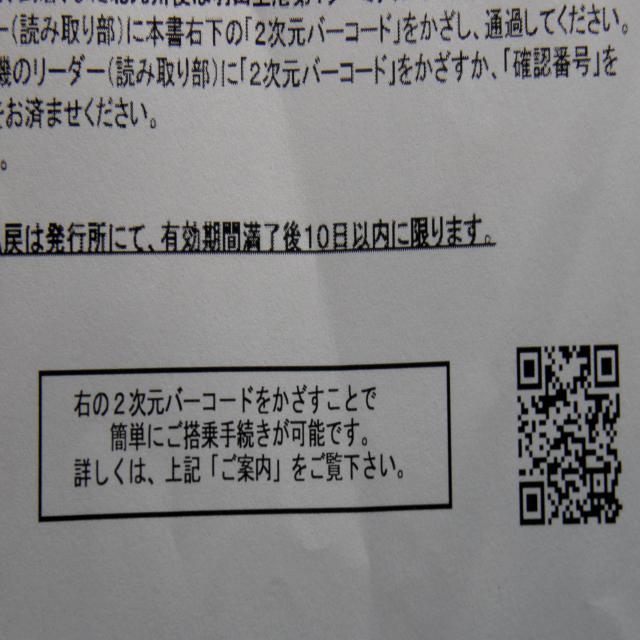 ー(読み取り部)に本書右下の「2次元バーコード」をかざし、通過してください。
機のリーダー(読み取り部)に「2次元バーコード」をかざすか、「確認番号」を
お済ませください。
。
戻は発行所にて、有効期間満了後10日以内に限ります。
右の2次元バーコードをかざすことで
簡単にご搭乗手続きが可能です。
詳しくは、上記「ご案内」をご覧下さい。